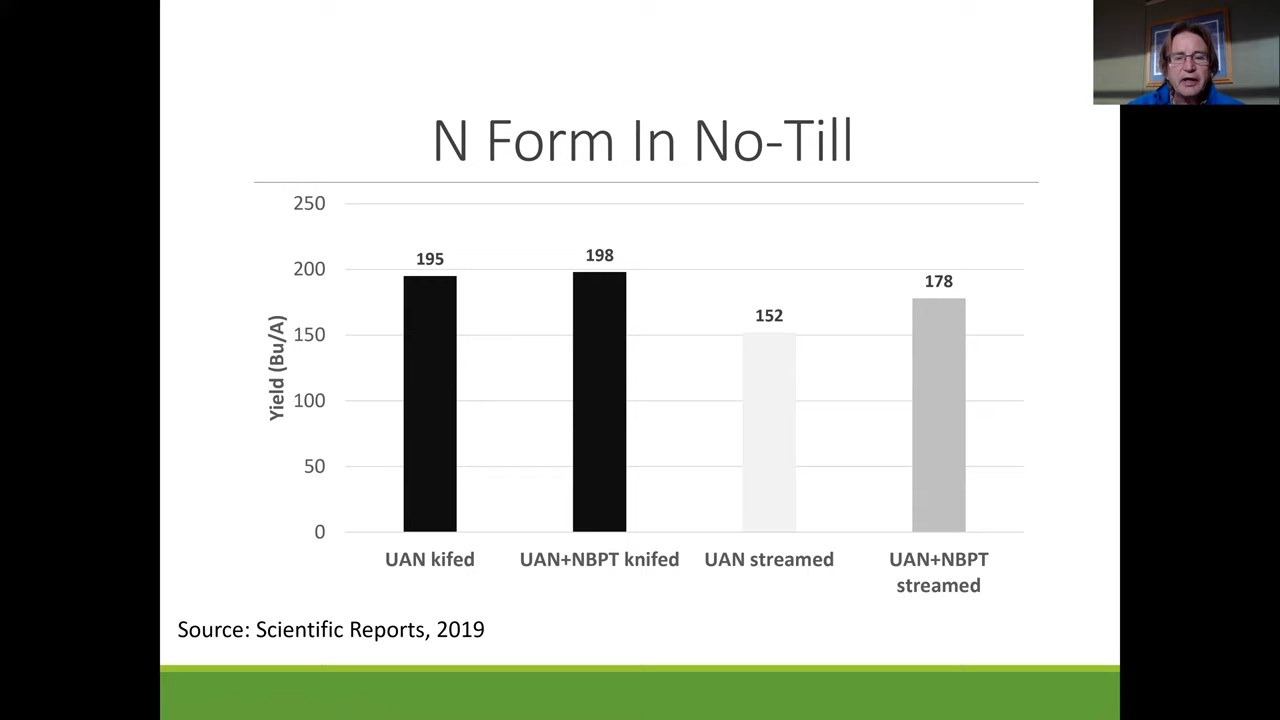 N Form In No-Till
250
200
150
100
50
0
Yield (Bu/A)
195
198
152
178
UAN kifed
UAN+NBPT knifed
UAN streamed
UAN+NBPT
streamed
Source: Scientific Reports, 2019